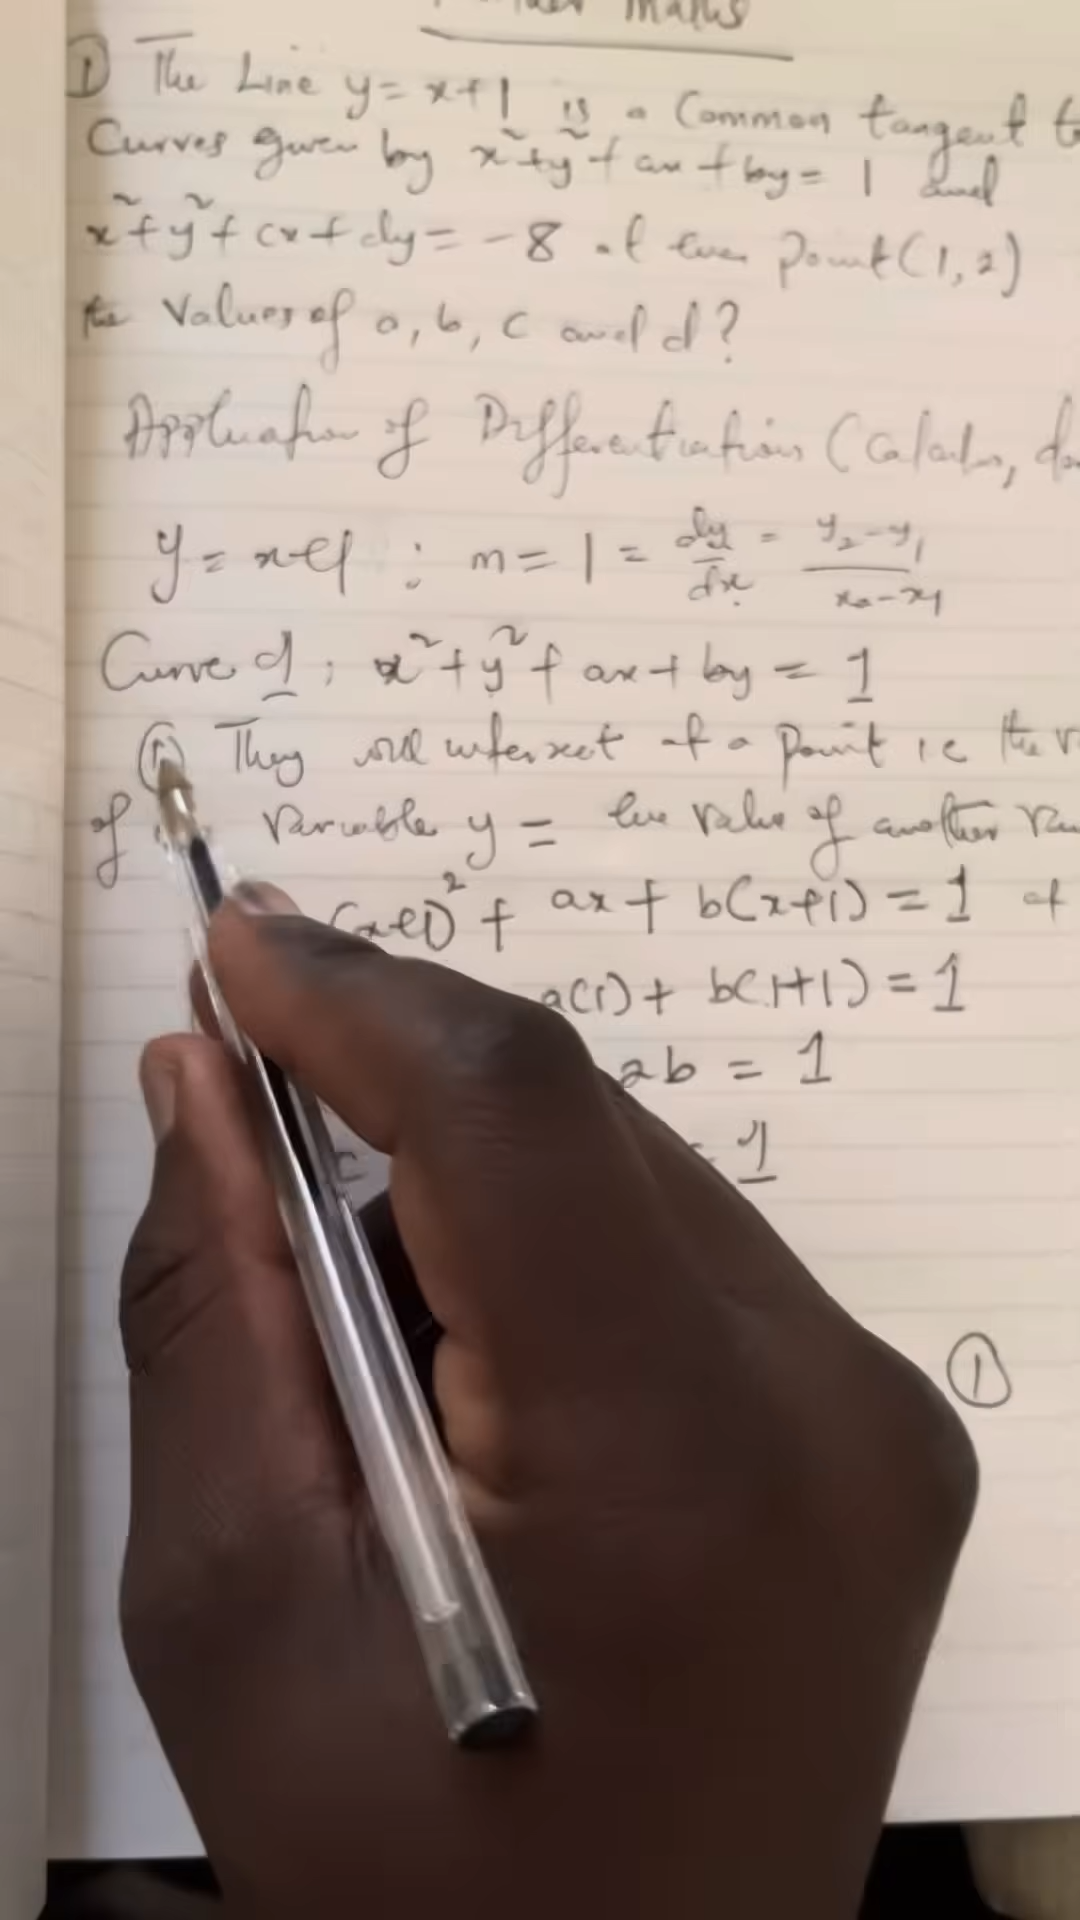 Maths
① The Line y = x+1 is a Common tangent to
Curves given by x²+y²+ax+by = 1 and
x²+y²+cx+dy = -8 at the point (1,2)
the Values of a, b, c and d?
Application of Differentiation (Calculus,
y = x+1 ; m = 1 = dy/dx = y₂-y₁/x₂-x₁
Curve 1; x²+y²+ax+by = 1
① They will intersect at a point i.e the
of Variable y = the value of another
(x+1)² + ax + b(x+1) = 1 at
a(1) + b(1+1) = 1
2b = 1
= 1
①